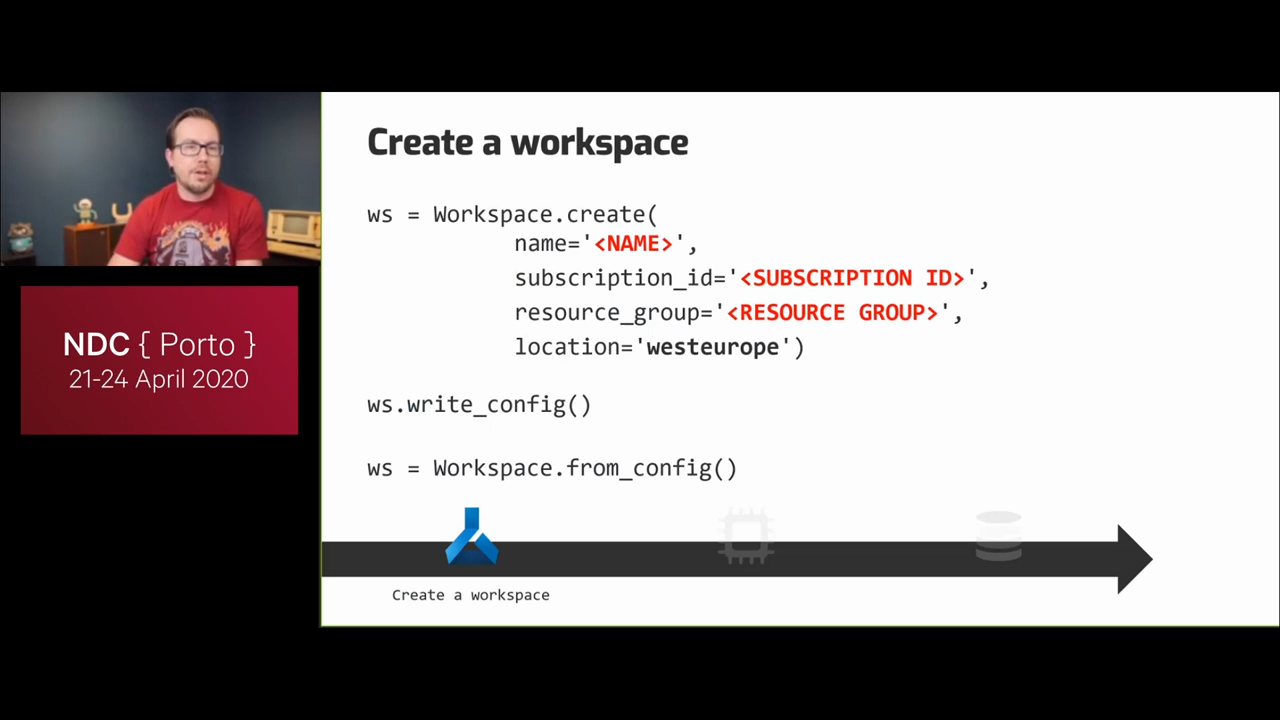 Create a workspace
ws = Workspace.create(
name='<NAME>',
subscription_id='<SUBSCRIPTION ID>',
resource_group='<RESOURCE GROUP>',
location='westeurope')
ws.write_config()
ws = Workspace.from_config()
Create a workspace
NDC { Porto }
21-24 April 2020